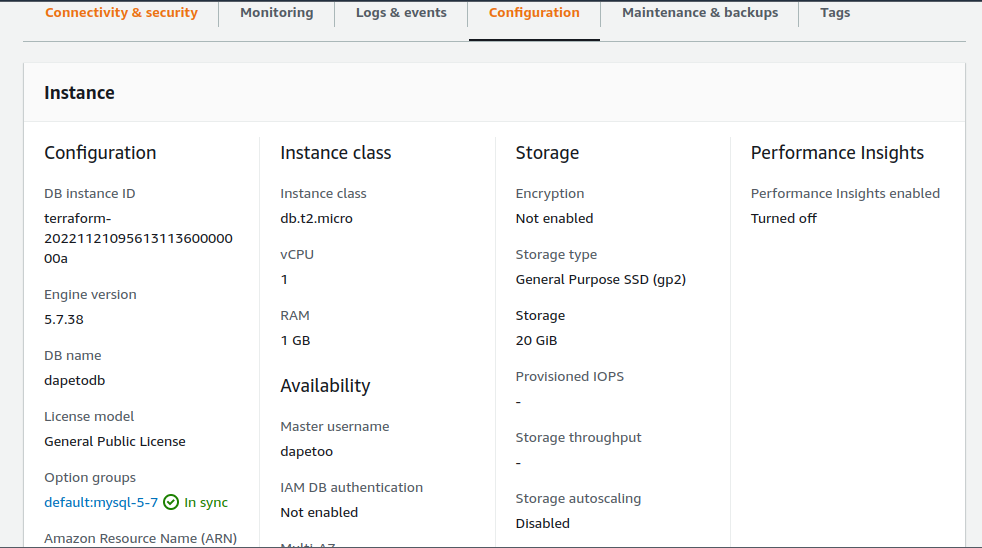 Connectivity & security
Monitoring
Logs & events
Configuration
Maintenance & backups
Tags
Instance
Configuration
DB instance ID
terraform-
20221121095613113600000
00a
Engine version
5.7.38
DB name
dapetodb
License model
General Public License
Option groups
default:mysql-5-7 In sync
Amazon Resource Name (ARN)
Instance class
Instance class
db.t2.micro
vCPU
1
RAM
1 GB
Availability
Master username
dapetoo
IAM DB authentication
Not enabled
Multi-AZ
Storage
Encryption
Not enabled
Storage type
General Purpose SSD (gp2)
Storage
20 GiB
Provisioned IOPS
-
Storage throughput
-
Storage autoscaling
Disabled
Performance Insights
Performance Insights enabled
Turned off